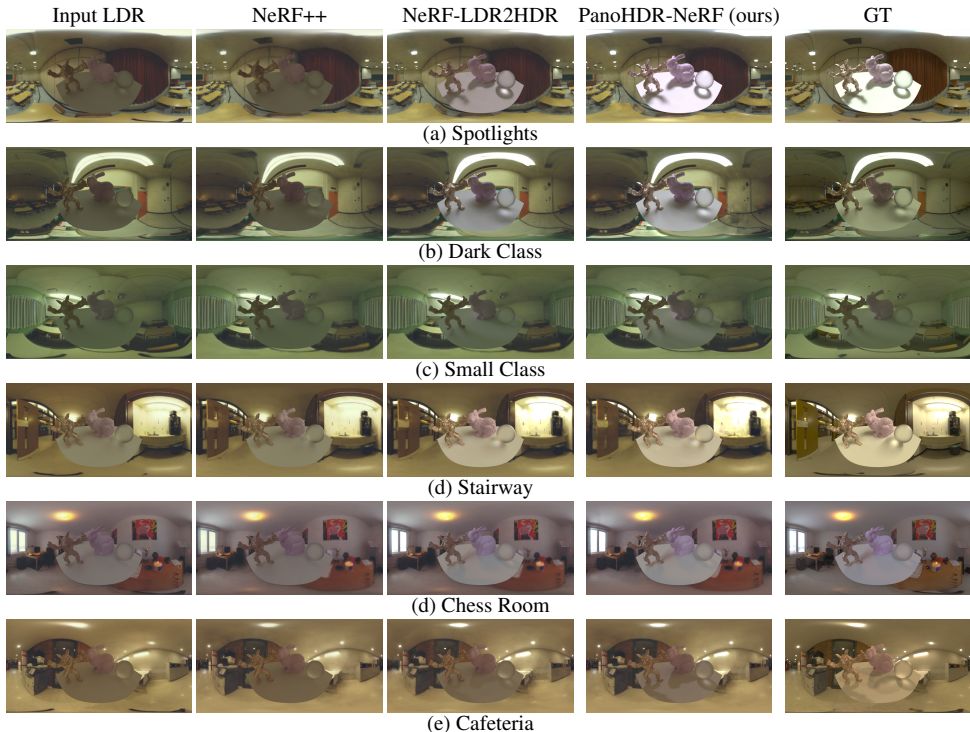 Input LDR NeRF++ NeRF-LDR2HDR PanoHDR-NeRF (ours) GT
(a) Spotlights
(b) Dark Class
(c) Small Class
(d) Stairway
(d) Chess Room
(e) Cafeteria